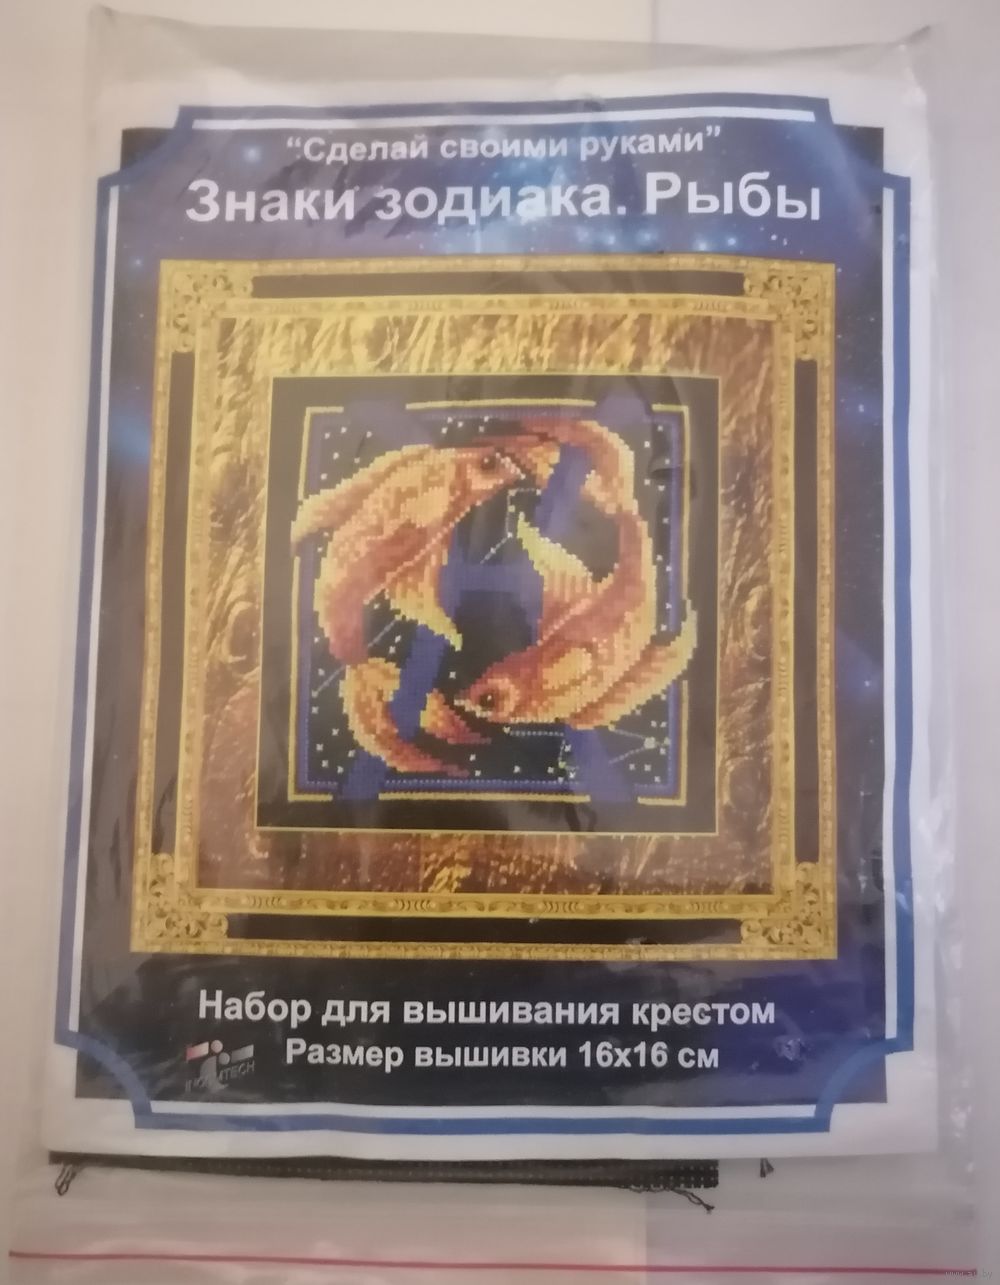 “Сделай своими руками”
Знаки зодиака. Рыбы
Набор для вышивания крестом
Размер вышивки 16х16 см